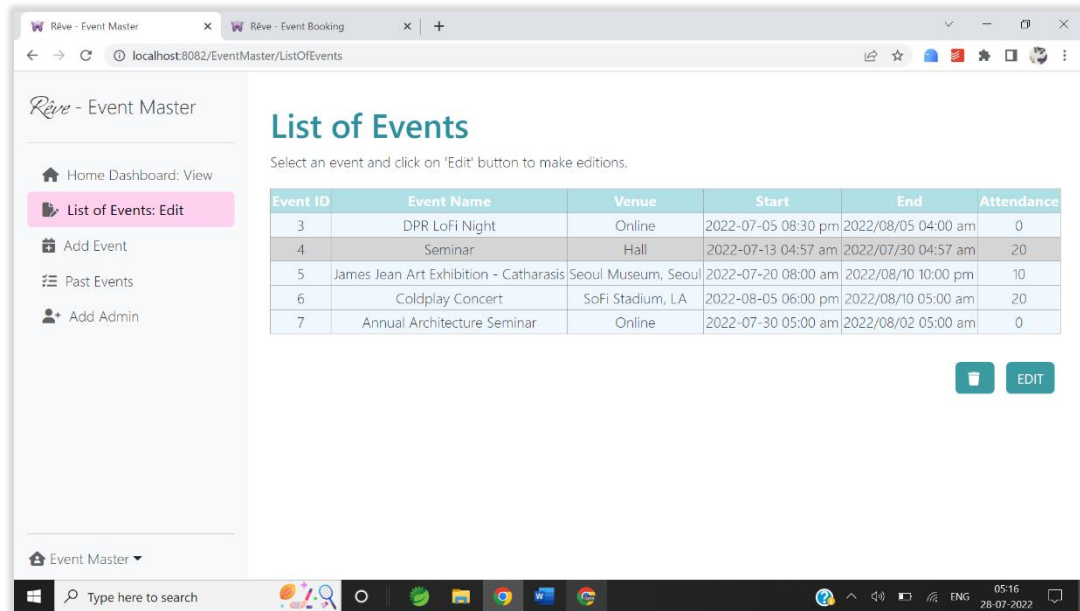 Rêve - Event Master
Rêve - Event Booking
localhost:8082/EventMaster/ListOfEvents
Rêve - Event Master
Home Dashboard: View
List of Events: Edit
Add Event
Past Events
Add Admin
Event Master
List of Events
Select an event and click on 'Edit' button to make editions.
Event ID Event Name Venue Start End Attendance
3 DPR LoFi Night Online 2022-07-05 08:30 pm 2022/08/05 04:00 am 0
4 Seminar Hall 2022-07-13 04:57 am 2022/07/30 04:57 am 20
5 James Jean Art Exhibition - Catharasis Seoul Museum, Seoul 2022-07-20 08:00 am 2022/08/10 10:00 pm 10
6 Coldplay Concert SoFi Stadium, LA 2022-08-05 06:00 pm 2022/08/10 05:00 am 20
7 Annual Architecture Seminar Online 2022-07-30 05:00 am 2022/08/02 05:00 am 0
EDIT
Type here to search
ENG
05:16
28-07-2022